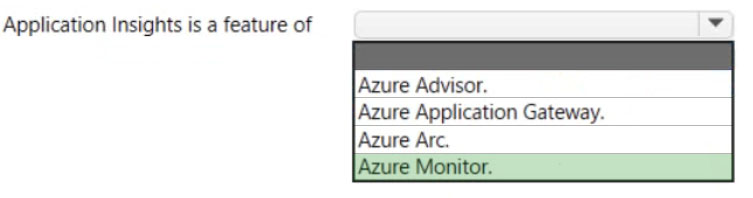 Application Insights is a feature of
Azure Advisor.
Azure Application Gateway.
Azure Arc.
Azure Monitor.